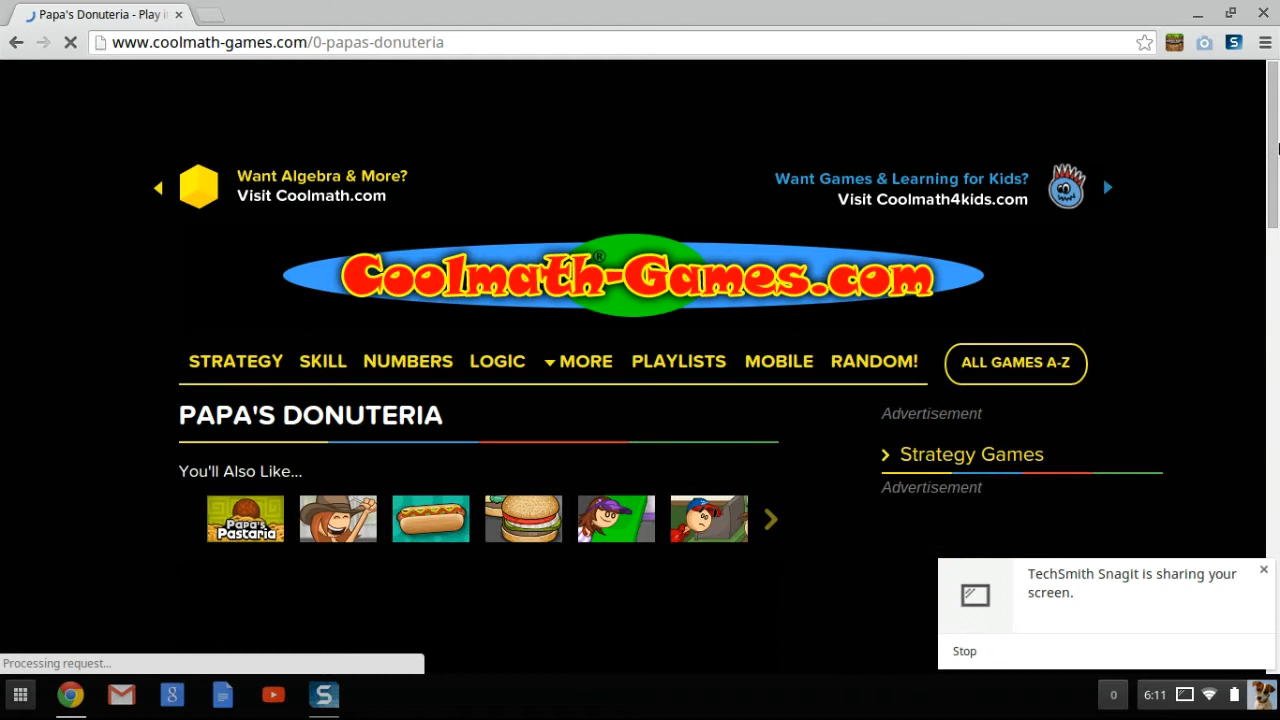 Papa's Donuteria - Play i
www.coolmath-games.com/0-papas-donuteria
Want Algebra & More?
Visit Coolmath.com
Want Games & Learning for Kids?
Visit Coolmath4kids.com
Coolmath-Games.com®
STRATEGY SKILL NUMBERS LOGIC MORE PLAYLISTS MOBILE RANDOM! ALL GAMES A-Z
PAPA'S DONUTERIA
Advertisement
Strategy Games
Advertisement
You'll Also Like...
Papa's
Pastaria
TechSmith Snagit is sharing your
screen.
Stop
Processing request...
8
S
S
0
6:11